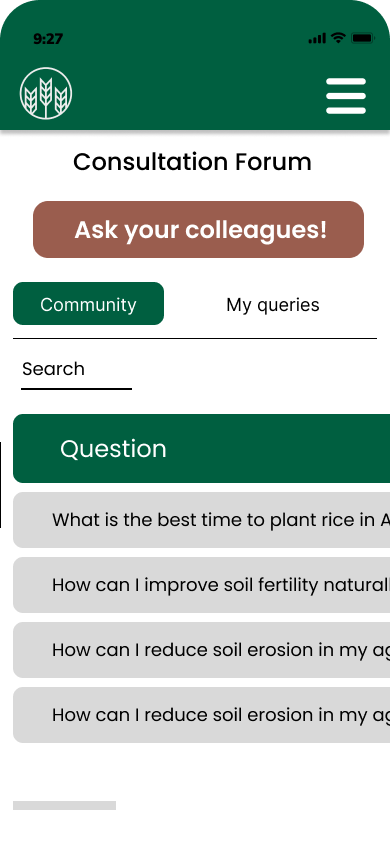 9:27
Consultation Forum
Ask your colleagues!
Community
My queries
Search
Question
What is the best time to plant rice in A
How can I improve soil fertility natural
How can I reduce soil erosion in my ag
How can I reduce soil erosion in my ag